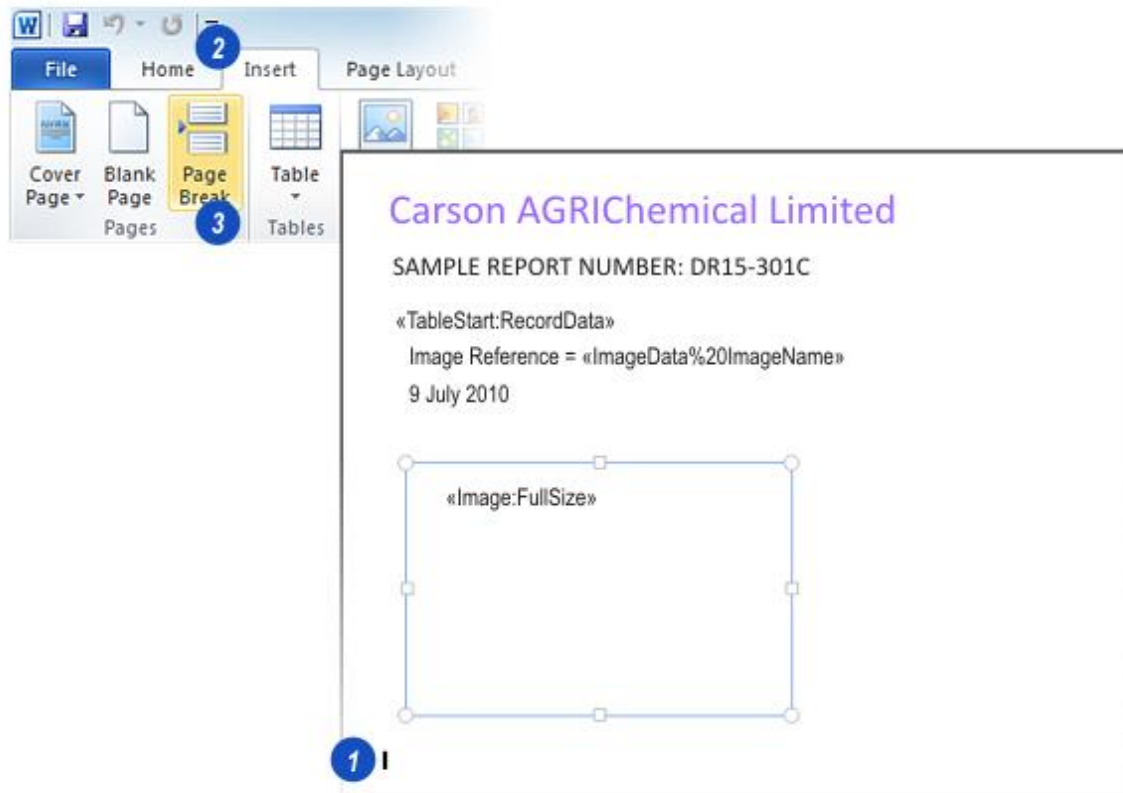 W
2
File Home Insert Page Layout
Cover Page Blank Page Page Break Table
3
Pages Tables
Carson AGRIChemical Limited
SAMPLE REPORT NUMBER: DR15-301C
«TableStart:RecordData»
Image Reference = «ImageData%20ImageName»
9 July 2010
«Image:FullSize»
1